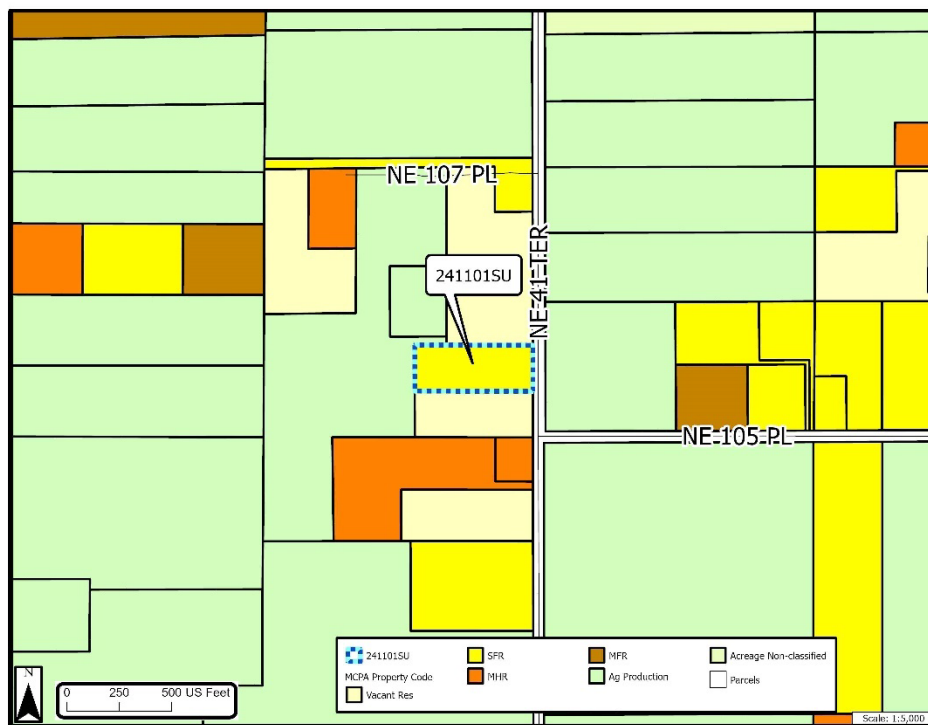 NE 107 PL
241101SU
NE 41 TER
NE 105 PL
N
0 250 500 US Feet
241101SU
MCPA Property Code
Vacant Res
SFR
MHR
MFR
Ag Production
Acreage Non-classified
Parcels
Scale: 1:5,000